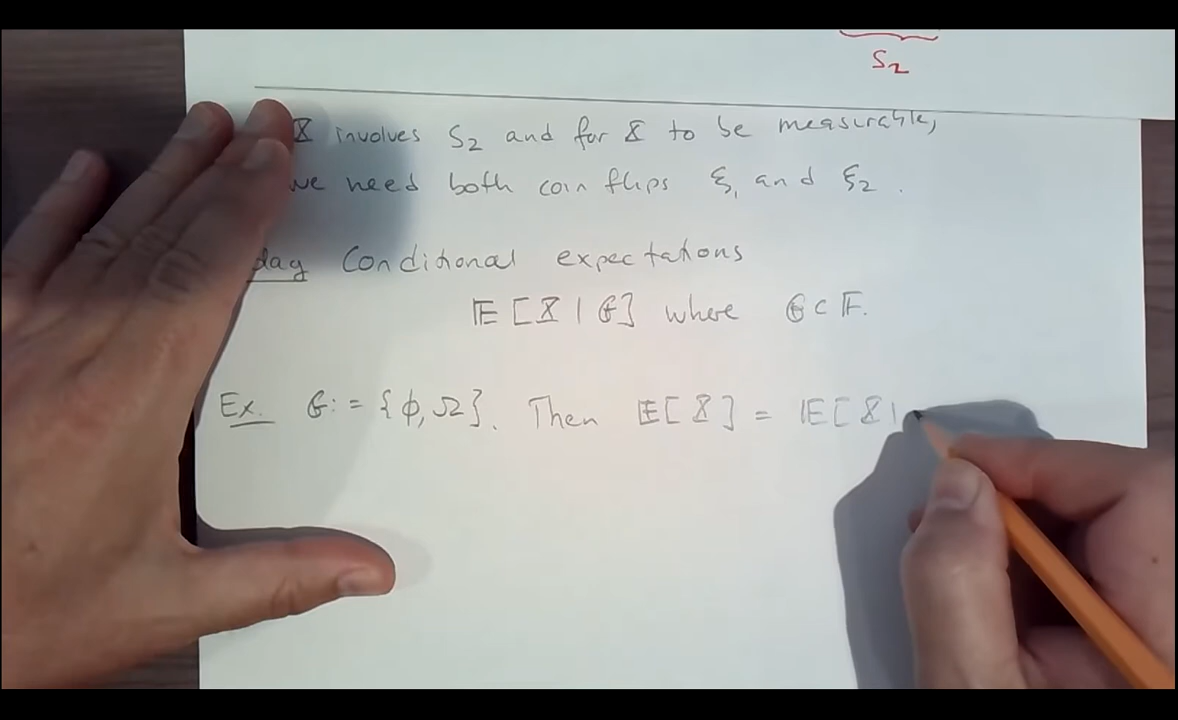 S₂
X involves S₂ and for X to be measurable,
we need both coin flips ξ₁ and ξ₂.
day Conditional expectations
𝔼[X|G] where G⊂F.
Ex. G:={ϕ,Ω}. Then 𝔼[X] = 𝔼[X|